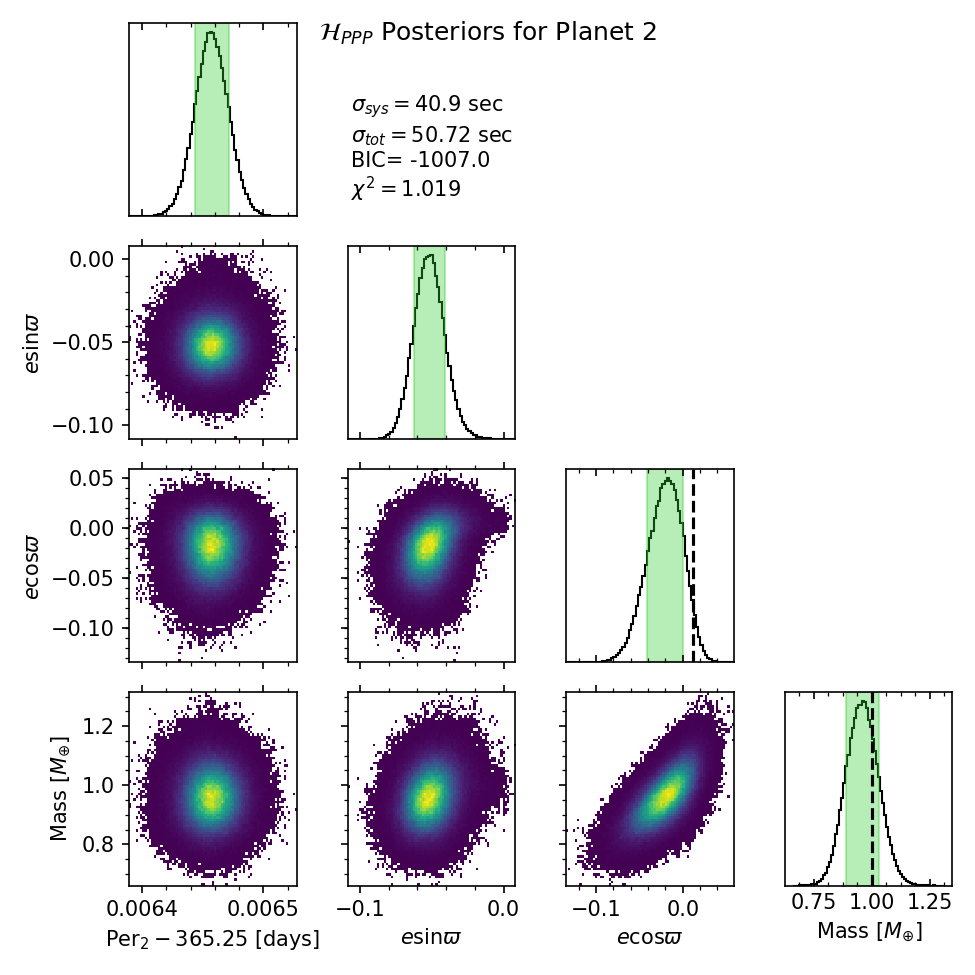 𝓗_PPP Posteriors for Planet 2
σ_sys = 40.9 sec
σ_tot = 50.72 sec
BIC= -1007.0
χ² = 1.019
0.00
−0.05
−0.10
esinϖ
0.05
0.00
−0.05
−0.10
ecosϖ
1.2
1.0
0.8
Mass [M⊕]
0.0064 0.0065
Per₂ − 365.25 [days]
−0.1 0.0
esinϖ
−0.1 0.0
ecosϖ
0.75 1.00 1.25
Mass [M⊕]